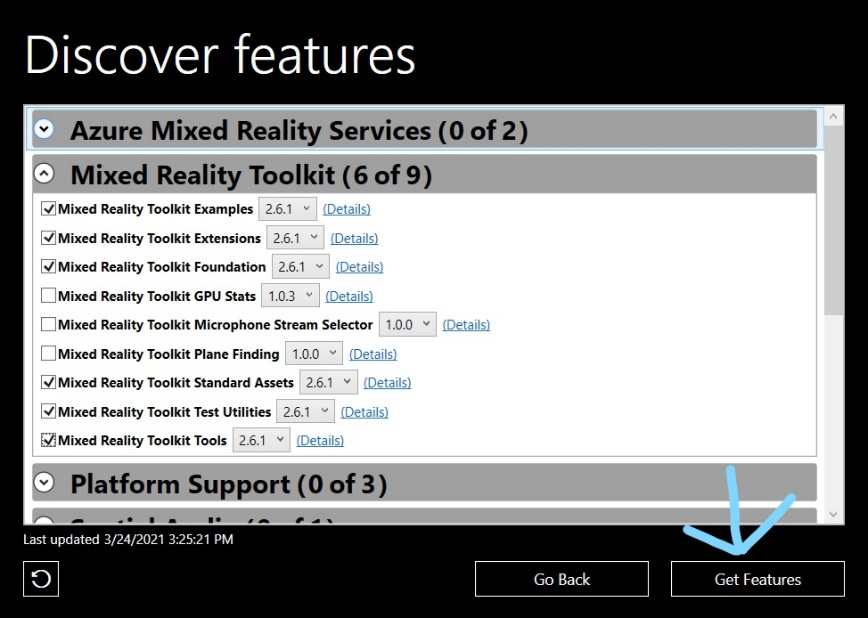 Discover features
Azure Mixed Reality Services (0 of 2)
Mixed Reality Toolkit (6 of 9)
Mixed Reality Toolkit Examples 2.6.1 (Details)
Mixed Reality Toolkit Extensions 2.6.1 (Details)
Mixed Reality Toolkit Foundation 2.6.1 (Details)
Mixed Reality Toolkit GPU Stats 1.0.3 (Details)
Mixed Reality Toolkit Microphone Stream Selector 1.0.0 (Details)
Mixed Reality Toolkit Plane Finding 1.0.0 (Details)
Mixed Reality Toolkit Standard Assets 2.6.1 (Details)
Mixed Reality Toolkit Test Utilities 2.6.1 (Details)
Mixed Reality Toolkit Tools 2.6.1 (Details)
Platform Support (0 of 3)
Spatial Audio (0 of 1)
Last updated 3/24/2021 3:25:21 PM
Go Back Get Features